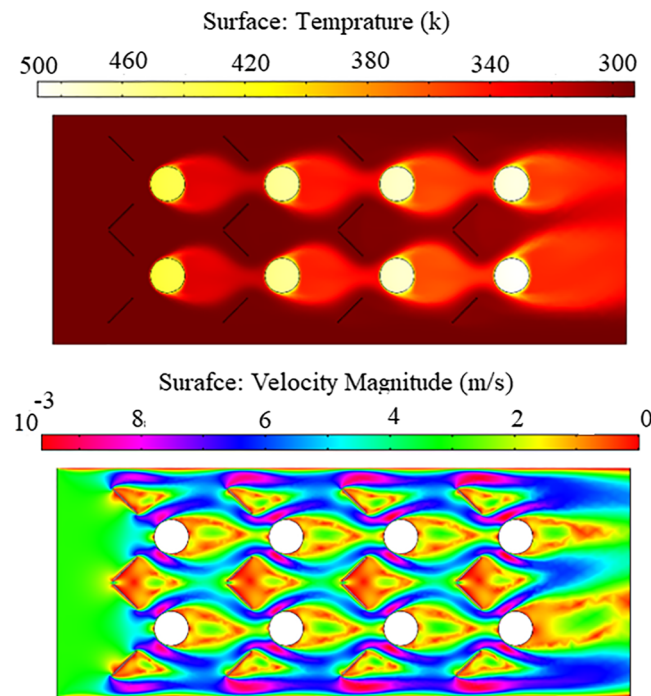 Surface: Temprature (k)
500 460 420 380 340 300
Surafce: Velocity Magnitude (m/s)
10-3 8 6 4 2 0